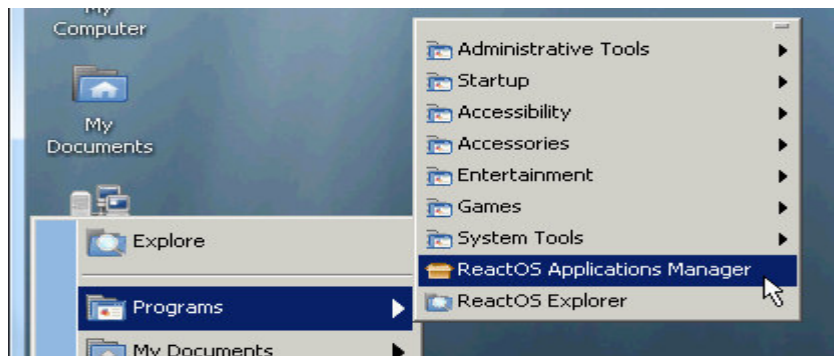 My
Computer
My
Documents
Explore
Programs
My Documents
Administrative Tools
Startup
Accessibility
Accessories
Entertainment
Games
System Tools
ReactOS Applications Manager
ReactOS Explorer